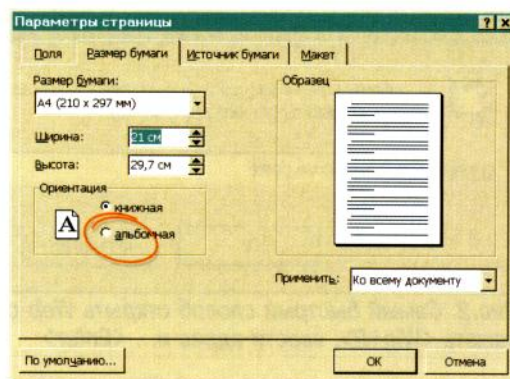 Параметры страницы
Поля
Размер бумаги
Источник бумаги
Макет
Размер бумаги:
A4 (210 x 297 мм)
Ширина:
21 см
Высота:
29,7 см
Ориентация
A
книжная
альбомная
Образец
Применить:
Ко всему документу
По умолчанию...
ОК
Отмена